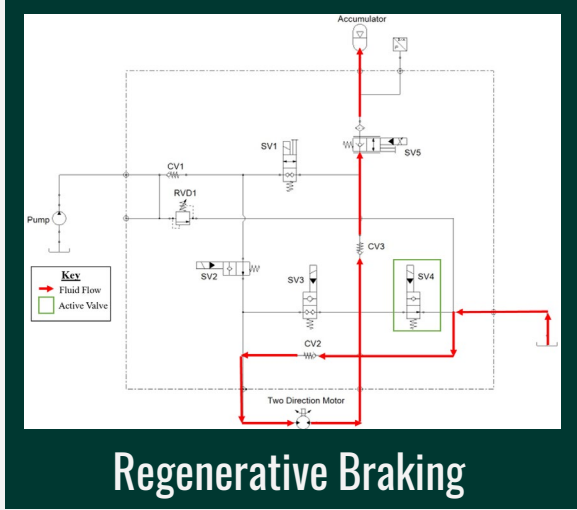 Accumulator
SV1
SV5
CV1
RVD1
Pump
CV3
SV2
SV3
SV4
Key
Fluid Flow
Active Valve
CV2
Two Direction Motor
Regenerative Braking